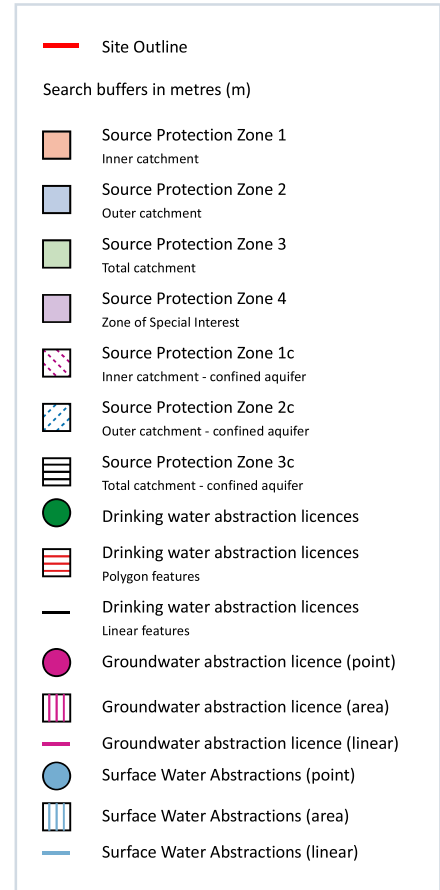 Site Outline
Search buffers in metres (m)
Source Protection Zone 1
Inner catchment
Source Protection Zone 2
Outer catchment
Source Protection Zone 3
Total catchment
Source Protection Zone 4
Zone of Special Interest
Source Protection Zone 1c
Inner catchment - confined aquifer
Source Protection Zone 2c
Outer catchment - confined aquifer
Source Protection Zone 3c
Total catchment - confined aquifer
Drinking water abstraction licences
Drinking water abstraction licences
Polygon features
Drinking water abstraction licences
Linear features
Groundwater abstraction licence (point)
Groundwater abstraction licence (area)
Groundwater abstraction licence (linear)
Surface Water Abstractions (point)
Surface Water Abstractions (area)
Surface Water Abstractions (linear)